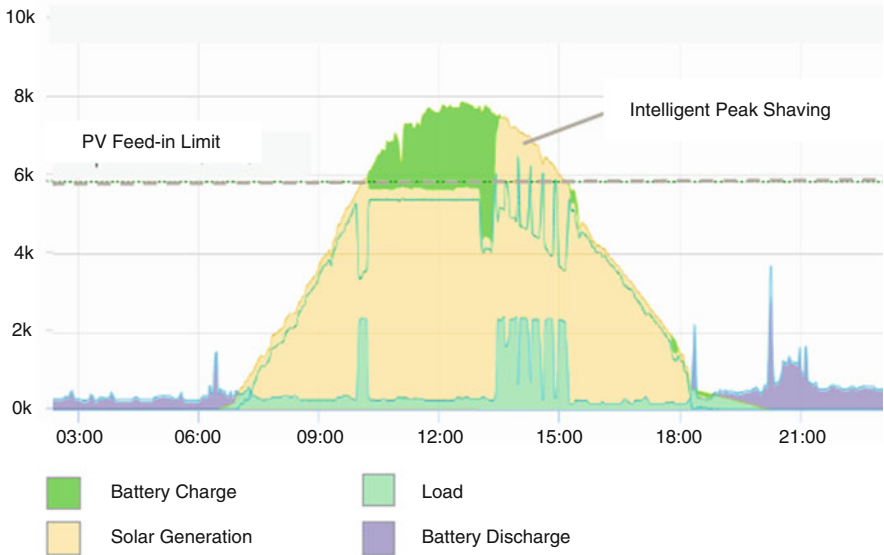 10k
8k
Intelligent Peak Shaving
PV Feed-in Limit
6k
4k
2k
0k
03:00 06:00 09:00 12:00 15:00 18:00 21:00
Battery Charge Load
Solar Generation Battery Discharge